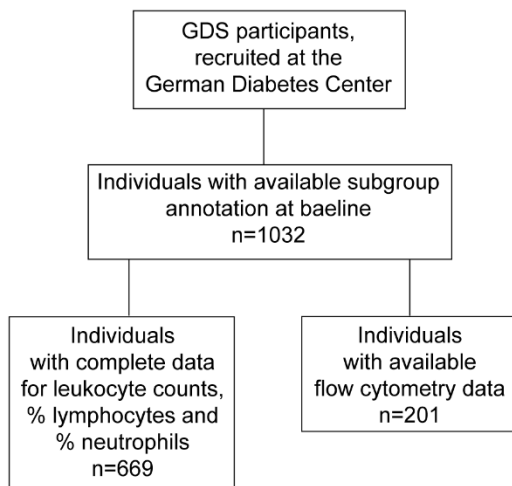 GDS participants,
recruited at the
German Diabetes Center
Individuals with available subgroup
annotation at baeline
n=1032
Individuals
with complete data
for leukocyte counts,
% lymphocytes and
% neutrophils
n=669
Individuals
with available
flow cytometry data
n=201